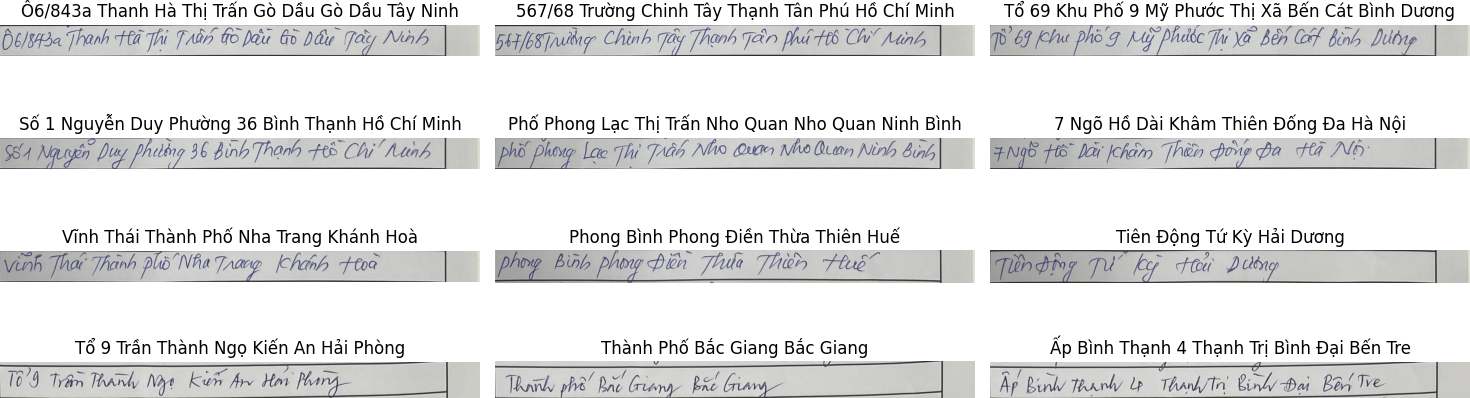 Ô6/843a Thanh Hà Thị Trấn Gò Dầu Gò Dầu Tây Ninh
Ô6/843a Thanh Hà Thị Trấn Gò Dầu Gò Dầu Tây Ninh
567/68 Trường Chinh Tây Thạnh Tân Phú Hồ Chí Minh
567/68 Trường Chinh Tây Thạnh Tân Phú Hồ Chí Minh
Tổ 69 Khu Phố 9 Mỹ Phước Thị Xã Bến Cát Bình Dương
Tổ 69 Khu phố 9 Mỹ Phước Thị Xã Bến Cát Bình Dương
Số 1 Nguyễn Duy Phường 36 Bình Thạnh Hồ Chí Minh
Số 1 Nguyễn Duy Phường 36 Bình Thạnh Hồ Chí Minh
Phố Phong Lạc Thị Trấn Nho Quan Nho Quan Ninh Bình
phố Phong Lạc Thị Trấn Nho Quan Nho Quan Ninh Bình
7 Ngõ Hồ Dài Khâm Thiên Đống Đa Hà Nội
7 Ngõ Hồ Dài Khâm Thiên Đống Đa Hà Nội
Vĩnh Thái Thành Phố Nha Trang Khánh Hoà
Vĩnh Thái Thành phố Nha Trang Khánh Hoà
Phong Bình Phong Điền Thừa Thiên Huế
phong Bình phong Điền Thừa Thiên Huế
Tiên Động Tứ Kỳ Hải Dương
Tiên Động Tứ Kỳ Hải Dương
Tổ 9 Trần Thành Ngọ Kiến An Hải Phòng
Tổ 9 Trần Thành Ngọ Kiến An Hải Phòng
Thành Phố Bắc Giang Bắc Giang
Thành phố Bắc Giang Bắc Giang
Ấp Bình Thạnh 4 Thạnh Trị Bình Đại Bến Tre
Ấp Bình Thạnh 4 Thạnh Trị Bình Đại Bến Tre